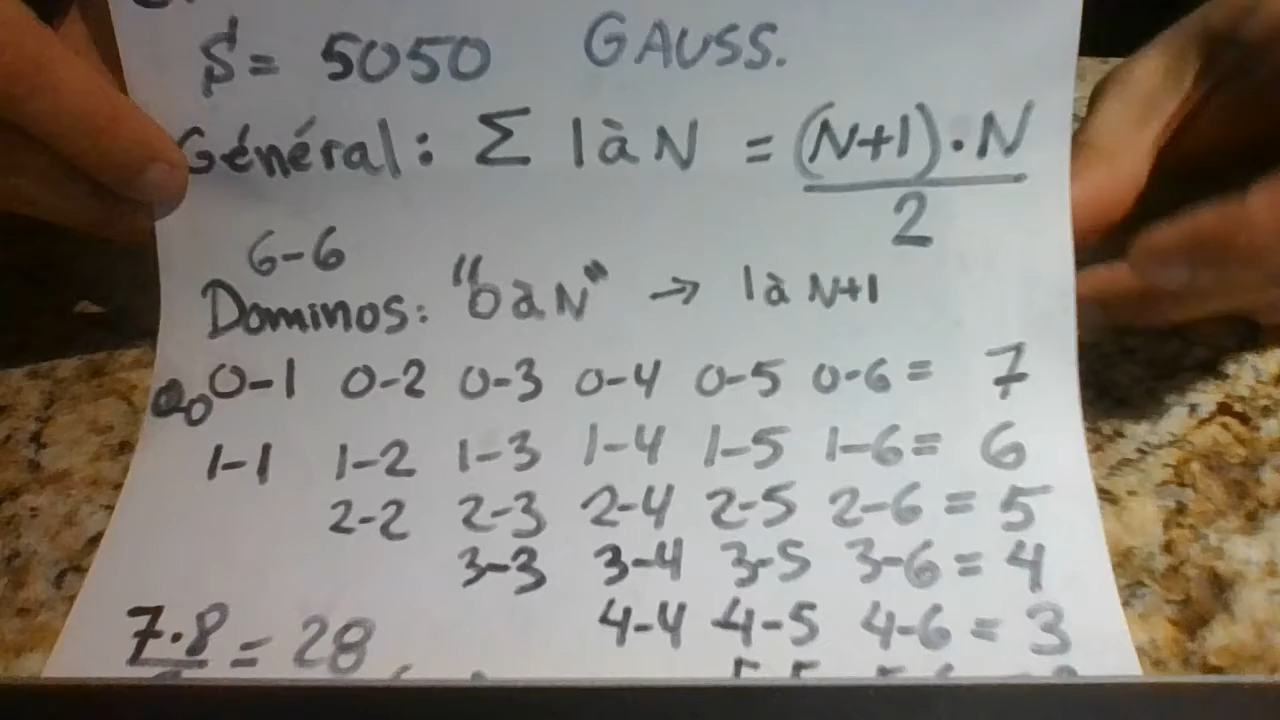 S = 5050 GAUSS.
Général: Σ 1 à N = (N+1)·N
2
6-6
Dominos: "0 à N" → 1 à N+1
0-0 0-1 0-2 0-3 0-4 0-5 0-6 = 7
1-1 1-2 1-3 1-4 1-5 1-6 = 6
2-2 2-3 2-4 2-5 2-6 = 5
3-3 3-4 3-5 3-6 = 4
4-4 4-5 4-6 = 3
7·8 = 28